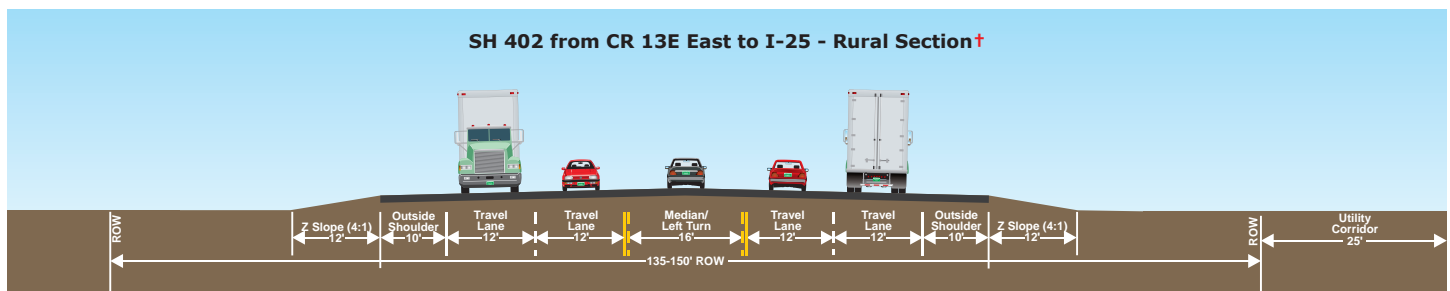 SH 402 from CR 13E East to I-25 - Rural Section†
ROW
Z Slope (4:1)
12'
Outside
Shoulder
10'
Travel
Lane
12'
Travel
Lane
12'
Median/
Left Turn
16'
Travel
Lane
12'
Travel
Lane
12'
Outside
Shoulder
10'
Z Slope (4:1)
12'
ROW
Utility
Corridor
25'
135-150' ROW